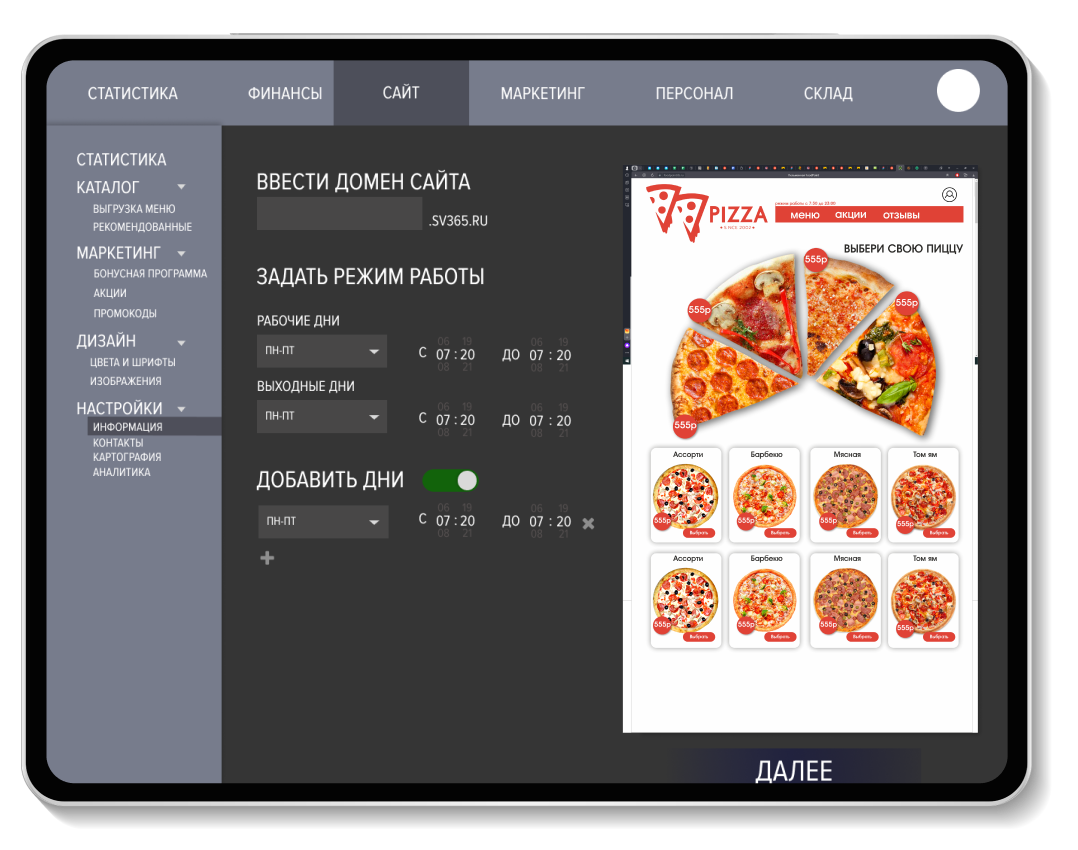 СТАТИСТИКА
ФИНАНСЫ
САЙТ
МАРКЕТИНГ
ПЕРСОНАЛ
СКЛАД
СТАТИСТИКА
КАТАЛОГ
ВЫГРУЗКА МЕНЮ
РЕКОМЕНДОВАННЫЕ
МАРКЕТИНГ
БОНУСНАЯ ПРОГРАММА
АКЦИИ
ПРОМОКОДЫ
ДИЗАЙН
ЦВЕТА И ШРИФТЫ
ИЗОБРАЖЕНИЯ
НАСТРОЙКИ
ИНФОРМАЦИЯ
КОНТАКТЫ
КАРТОГРАФИЯ
АНАЛИТИКА
ВВЕСТИ ДОМЕН САЙТА
.SV365.RU
ЗАДАТЬ РЕЖИМ РАБОТЫ
РАБОЧИЕ ДНИ
06 19 06 19
ПН-ПТ С 07 : 20 ДО 07 : 20
08 21 08 21
ВЫХОДНЫЕ ДНИ
06 19 06 19
ПН-ПТ С 07 : 20 ДО 07 : 20
08 21 08 21
ДОБАВИТЬ ДНИ
06 19 06 19
ПН-ПТ С 07 : 20 ДО 07 : 20
08 21 08 21
PIZZA
SINCE 2002
режим работы с 7.30 до 23:00
меню акции отзывы
ВЫБЕРИ СВОЮ ПИЦЦУ
555р
555р
555р
555р
Ассорти Барбекю Мясная Том ям
555р 555р 555р 555р
Выбрать Выбрать Выбрать Выбрать
Ассорти Барбекю Мясная Том ям
555р 555р 555р 555р
Выбрать Выбрать Выбрать Выбрать
ДАЛЕЕ